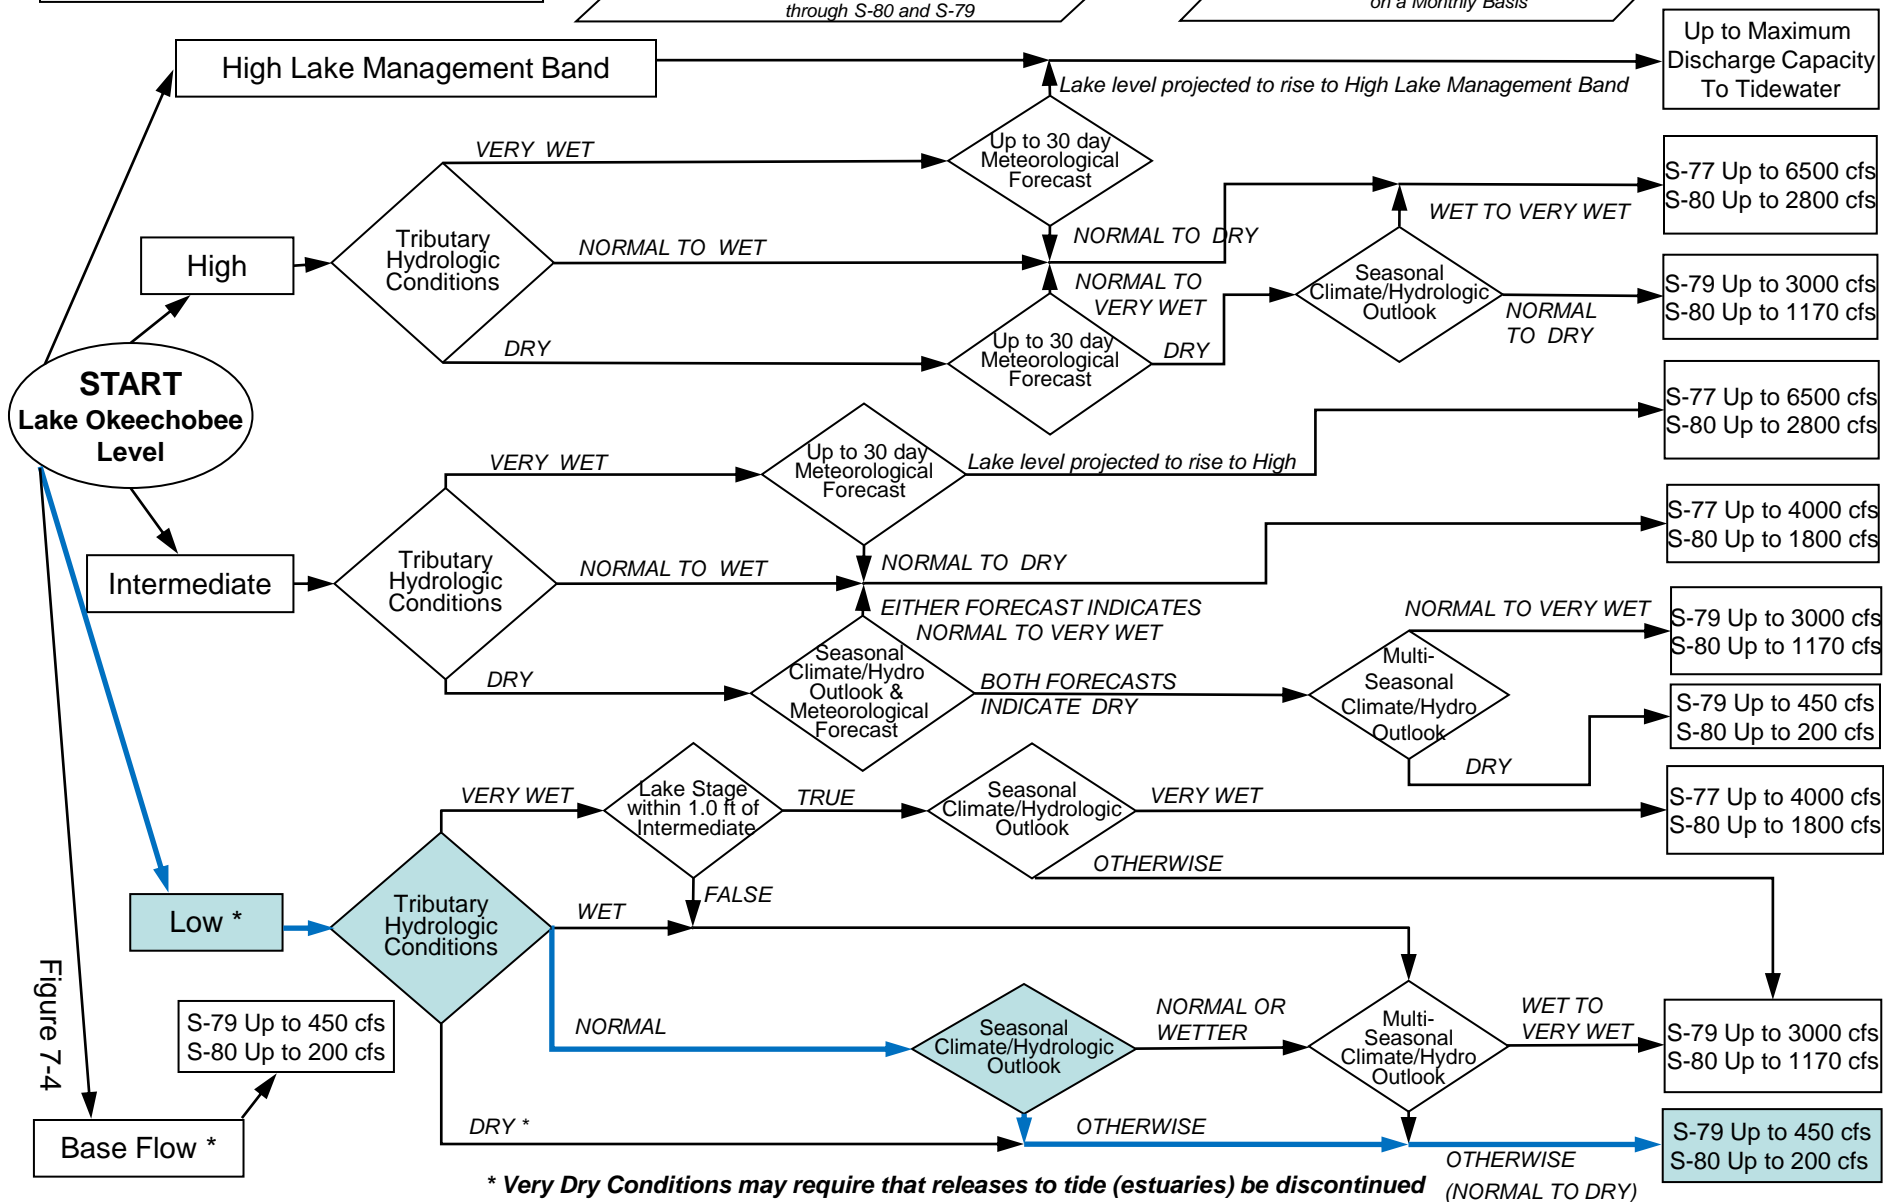 through S-80 and S-79
on a Monthly Basis
High Lake Management Band
Lake level projected to rise to High Lake Management Band
Up to Maximum
Discharge Capacity
To Tidewater
VERY WET
Up to 30 day
Meteorological
Forecast
S-77 Up to 6500 cfs
S-80 Up to 2800 cfs
WET TO VERY WET
High
Tributary
Hydrologic
Conditions
NORMAL TO WET
NORMAL TO DRY
NORMAL TO
VERY WET
Seasonal
Climate/Hydrologic
Outlook
NORMAL
TO DRY
S-79 Up to 3000 cfs
S-80 Up to 1170 cfs
DRY
Up to 30 day
Meteorological
Forecast
DRY
START
Lake Okeechobee
Level
S-77 Up to 6500 cfs
S-80 Up to 2800 cfs
VERY WET
Up to 30 day
Meteorological
Forecast
Lake level projected to rise to High
S-77 Up to 4000 cfs
S-80 Up to 1800 cfs
Intermediate
Tributary
Hydrologic
Conditions
NORMAL TO WET
NORMAL TO DRY
EITHER FORECAST INDICATES
NORMAL TO VERY WET
NORMAL TO VERY WET
S-79 Up to 3000 cfs
S-80 Up to 1170 cfs
DRY
Seasonal
Climate/Hydro
Outlook &
Meteorological
Forecast
BOTH FORECASTS
INDICATE DRY
Multi-
Seasonal
Climate/Hydro
Outlook
DRY
S-79 Up to 450 cfs
S-80 Up to 200 cfs
VERY WET
Lake Stage
within 1.0 ft of
Intermediate
TRUE
Seasonal
Climate/Hydrologic
Outlook
VERY WET
S-77 Up to 4000 cfs
S-80 Up to 1800 cfs
OTHERWISE
FALSE
Low *
Tributary
Hydrologic
Conditions
WET
NORMAL
Seasonal
Climate/Hydrologic
Outlook
NORMAL OR
WETTER
Multi-
Seasonal
Climate/Hydro
Outlook
WET TO
VERY WET
S-79 Up to 3000 cfs
S-80 Up to 1170 cfs
Figure 7-4
S-79 Up to 450 cfs
S-80 Up to 200 cfs
Base Flow *
DRY *
OTHERWISE
OTHERWISE
(NORMAL TO DRY)
S-79 Up to 450 cfs
S-80 Up to 200 cfs
* Very Dry Conditions may require that releases to tide (estuaries) be discontinued